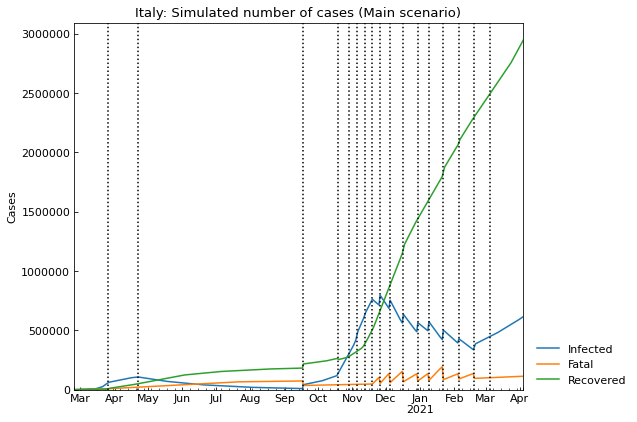 Italy: Simulated number of cases (Main scenario)
3000000
2500000
2000000
1500000
1000000
500000
0
Cases
Mar Apr May Jun Jul Aug Sep Oct Nov Dec Jan Feb Mar Apr
2021
Infected
Fatal
Recovered